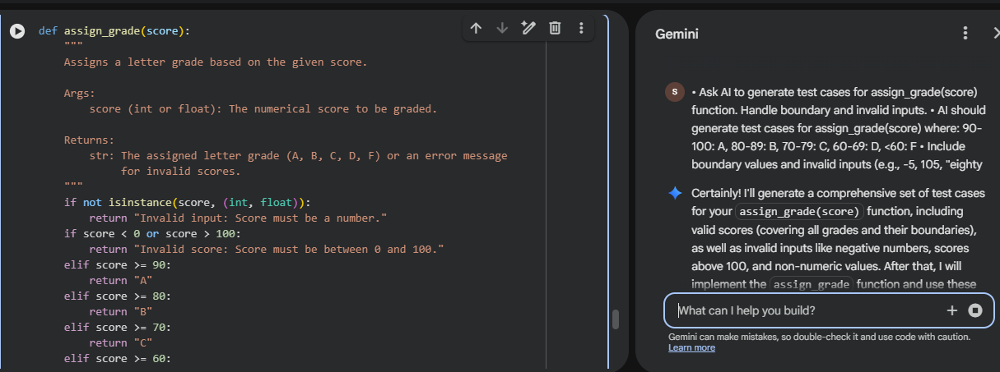 def assign_grade(score):
"""
Assigns a letter grade based on the given score.
Args:
score (int or float): The numerical score to be graded.
Returns:
str: The assigned letter grade (A, B, C, D, F) or an error message
for invalid scores.
"""
if not isinstance(score, (int, float)):
return "Invalid input: Score must be a number."
if score < 0 or score > 100:
return "Invalid score: Score must be between 0 and 100."
elif score >= 90:
return "A"
elif score >= 80:
return "B"
elif score >= 70:
return "C"
elif score >= 60:
Gemini
S
• Ask AI to generate test cases for assign_grade(score)
function. Handle boundary and invalid inputs. • AI should
generate test cases for assign_grade(score) where: 90-
100: A, 80-89: B, 70-79: C, 60-69: D, <60: F • Include
boundary values and invalid inputs (e.g., -5, 105, "eighty
Certainly! I'll generate a comprehensive set of test cases
for your assign_grade(score) function, including
valid scores (covering all grades and their boundaries),
as well as invalid inputs like negative numbers, scores
above 100, and non-numeric values. After that, I will
implement the assign_grade function and use these
What can I help you build?
Gemini can make mistakes, so double-check it and use code with caution.
Learn more